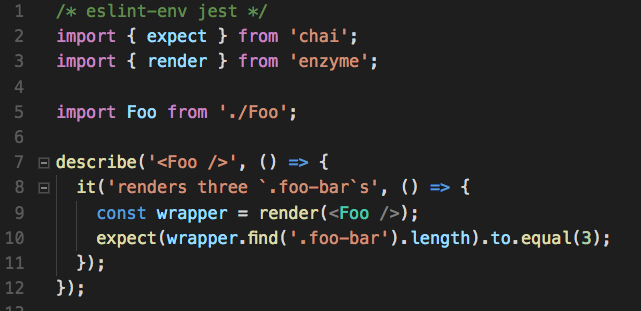 1 /* eslint-env jest */
2 import { expect } from 'chai';
3 import { render } from 'enzyme';
4
5 import Foo from './Foo';
6
7 describe('<Foo />', () => {
8 it('renders three `.foo-bar`s', () => {
9 const wrapper = render(<Foo />);
10 expect(wrapper.find('.foo-bar').length).to.equal(3);
11 });
12 });